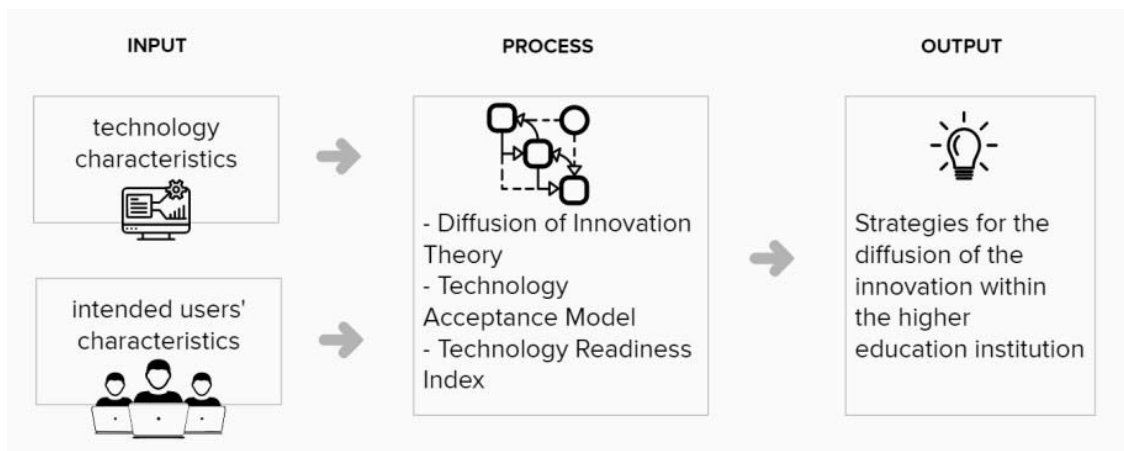 INPUT
PROCESS
OUTPUT
technology
characteristics
intended users'
characteristics
- Diffusion of Innovation
Theory
- Technology
Acceptance Model
- Technology Readiness
Index
Strategies for the
diffusion of the
innovation within
the higher
education institution